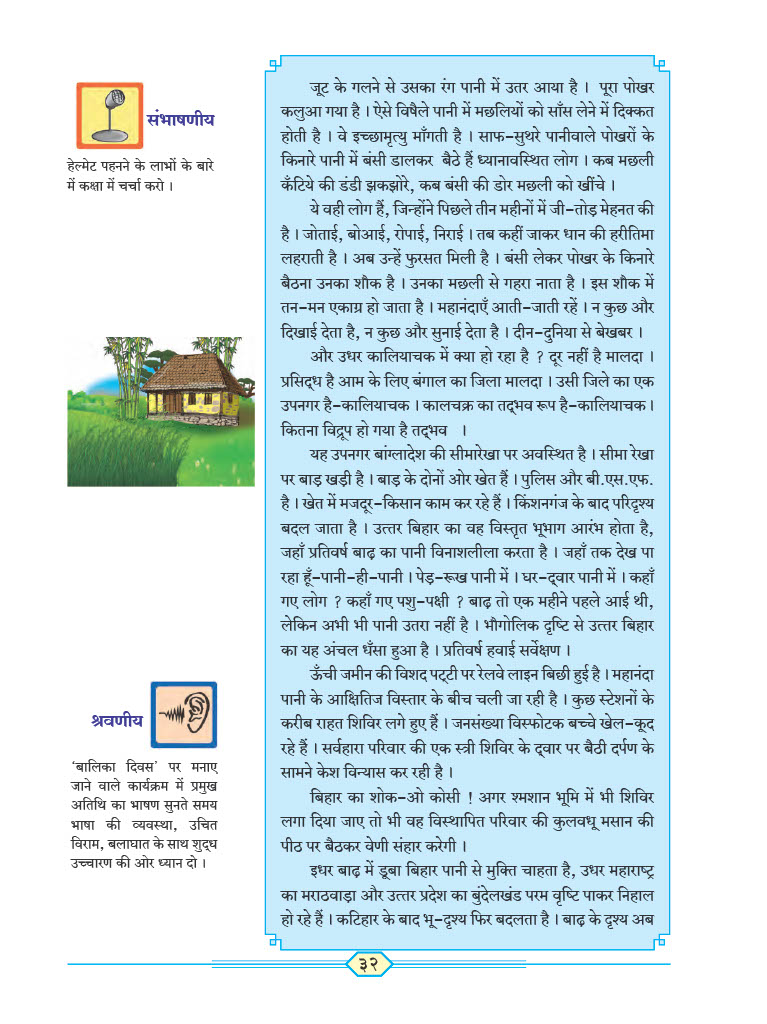 संभाषणीय
हेल्मेट पहनने के लाभों के बारे
में कक्षा में चर्चा करो ।
श्रवणीय
‘बालिका दिवस’ पर मनाए
जाने वाले कार्यक्रम में प्रमुख
अतिथि का भाषण सुनते समय
भाषा की व्यवस्था, उचित
विराम, बलाघात के साथ शुद्ध
उच्चारण की ओर ध्यान दो ।
जूट के गलने से उसका रंग पानी में उतर आया है । पूरा पोखर
कलुआ गया है । ऐसे विषैले पानी में मछलियों को साँस लेने में दिक्कत
होती है । वे इच्छामृत्यु माँगती है । साफ-सुथरे पानीवाले पोखरों के
किनारे पानी में बंसी डालकर बैठे हैं ध्यानावस्थित लोग । कब मछली
कँटिये की डंडी झकझोरे, कब बंसी की डोर मछली को खींचे ।
ये वही लोग हैं, जिन्होंने पिछले तीन महीनों में जी-तोड़ मेहनत की
है । जोताई, बोआई, रोपाई, निराई । तब कहीं जाकर धान की हरीतिमा
लहराती है । अब उन्हें फुरसत मिली है । बंसी लेकर पोखर के किनारे
बैठना उनका शौक है । उनका मछली से गहरा नाता है । इस शौक में
तन-मन एकाग्र हो जाता है । महानंदाएँ आती-जाती रहें । न कुछ और
दिखाई देता है, न कुछ और सुनाई देता है । दीन-दुनिया से बेखबर ।
और उधर कालियाचक में क्या हो रहा है ? दूर नहीं है मालदा ।
प्रसिद्ध है आम के लिए बंगाल का जिला मालदा । उसी जिले का एक
उपनगर है-कालियाचक । कालचक्र का तद्भव रूप है-कालियाचक ।
कितना विद्रूप हो गया है तद्भव ।
यह उपनगर बांग्लादेश की सीमारेखा पर अवस्थित है । सीमा रेखा
पर बाड़ खड़ी है । बाड़ के दोनों ओर खेत हैं । पुलिस और बी.एस.एफ.
है । खेत में मजदूर-किसान काम कर रहे हैं । किंशनगंज के बाद परिदृश्य
बदल जाता है । उत्तर बिहार का वह विस्तृत भूभाग आरंभ होता है,
जहाँ प्रतिवर्ष बाढ़ का पानी विनाशलीला करता है । जहाँ तक देख पा
रहा हूँ-पानी-ही-पानी । पेड़-रूख पानी में । घर-द्वार पानी में । कहाँ
गए लोग ? कहाँ गए पशु-पक्षी ? बाढ़ तो एक महीने पहले आई थी,
लेकिन अभी भी पानी उतरा नहीं है । भौगोलिक दृष्टि से उत्तर बिहार
का यह अंचल धँसा हुआ है । प्रतिवर्ष हवाई सर्वेक्षण ।
ऊँची जमीन की विशद पट्टी पर रेलवे लाइन बिछी हुई है । महानंदा
पानी के आक्षितिज विस्तार के बीच चली जा रही है । कुछ स्टेशनों के
करीब राहत शिविर लगे हुए हैं । जनसंख्या विस्फोटक बच्चे खेल-कूद
रहे हैं । सर्वहारा परिवार की एक स्त्री शिविर के द्वार पर बैठी दर्पण के
सामने केश विन्यास कर रही है ।
बिहार का शोक-ओ कोसी ! अगर श्मशान भूमि में भी शिविर
लगा दिया जाए तो भी वह विस्थापित परिवार की कुलवधू मसान की
पीठ पर बैठकर वेणी संहार करेगी ।
इधर बाढ़ में डूबा बिहार पानी से मुक्ति चाहता है, उधर महाराष्ट्र
का मराठवाड़ा और उत्तर प्रदेश का बुंदेलखंड परम वृष्टि पाकर निहाल
हो रहे हैं । कटिहार के बाद भू-दृश्य फिर बदलता है । बाढ़ के दृश्य अब
३२